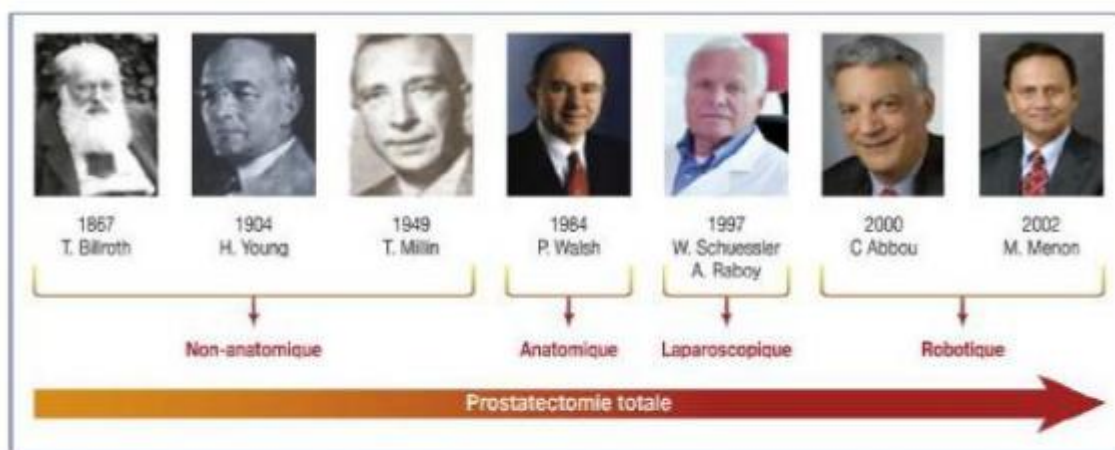 1867
T. Billroth
1904
H. Young
1949
T. Millin
1984
P. Walsh
1997
W. Schuessler
A. Raboy
2000
C Abbou
2002
M. Menon
Non-anatomique
Anatomique
Laparoscopique
Robotique
Prostatectomie totale